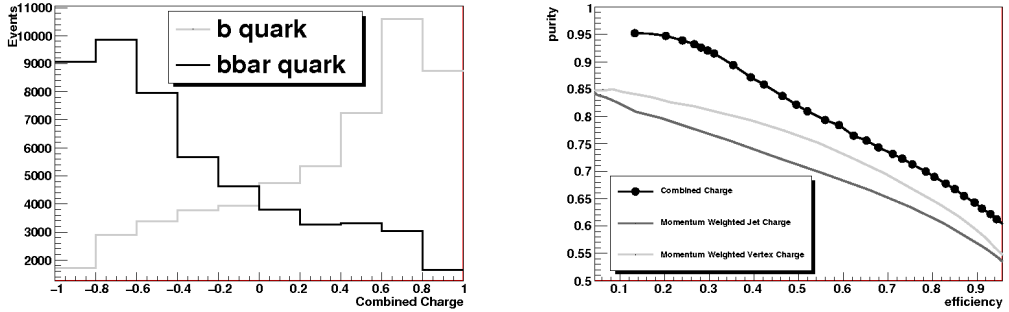 Events
11000
10000
9000
8000
7000
6000
5000
4000
3000
2000
b quark
bbar quark
−1 −0.8 −0.6 −0.4 −0.2 0 0.2 0.4 0.6 0.8 1
Combined Charge
purity
1
0.95
0.9
0.85
0.8
0.75
0.7
0.65
0.6
0.55
0.5
Combined Charge
Momentum Weighted Jet Charge
Momentum Weighted Vertex Charge
0.1 0.2 0.3 0.4 0.5 0.6 0.7 0.8 0.9
efficiency